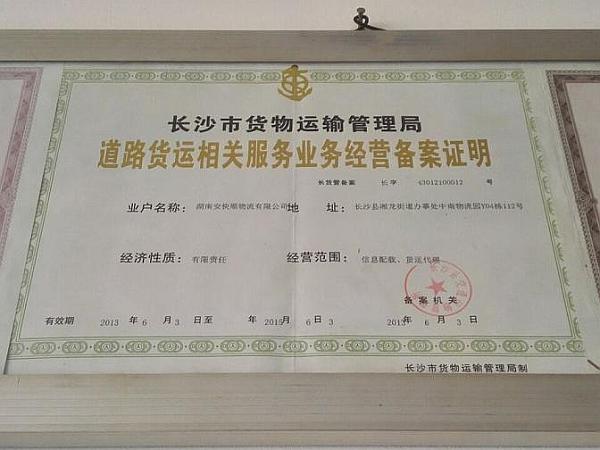 长沙市货物运输管理局
道路货运相关服务业务经营备案证明
长货管备案 长 字 43012100012 号
业户名称: 湖南安快顺物流有限公司 地 址: 长沙县湘龙街道办事处中南物流园Y04栋112号
经济性质: 有限责任 经营范围: 信息配载、货运代理
备案机关
有效期 2013 年 6 月 3 日至 年 2015 月 6 日 3 2013 年 6 月 3 日
长沙市货物运输管理局制